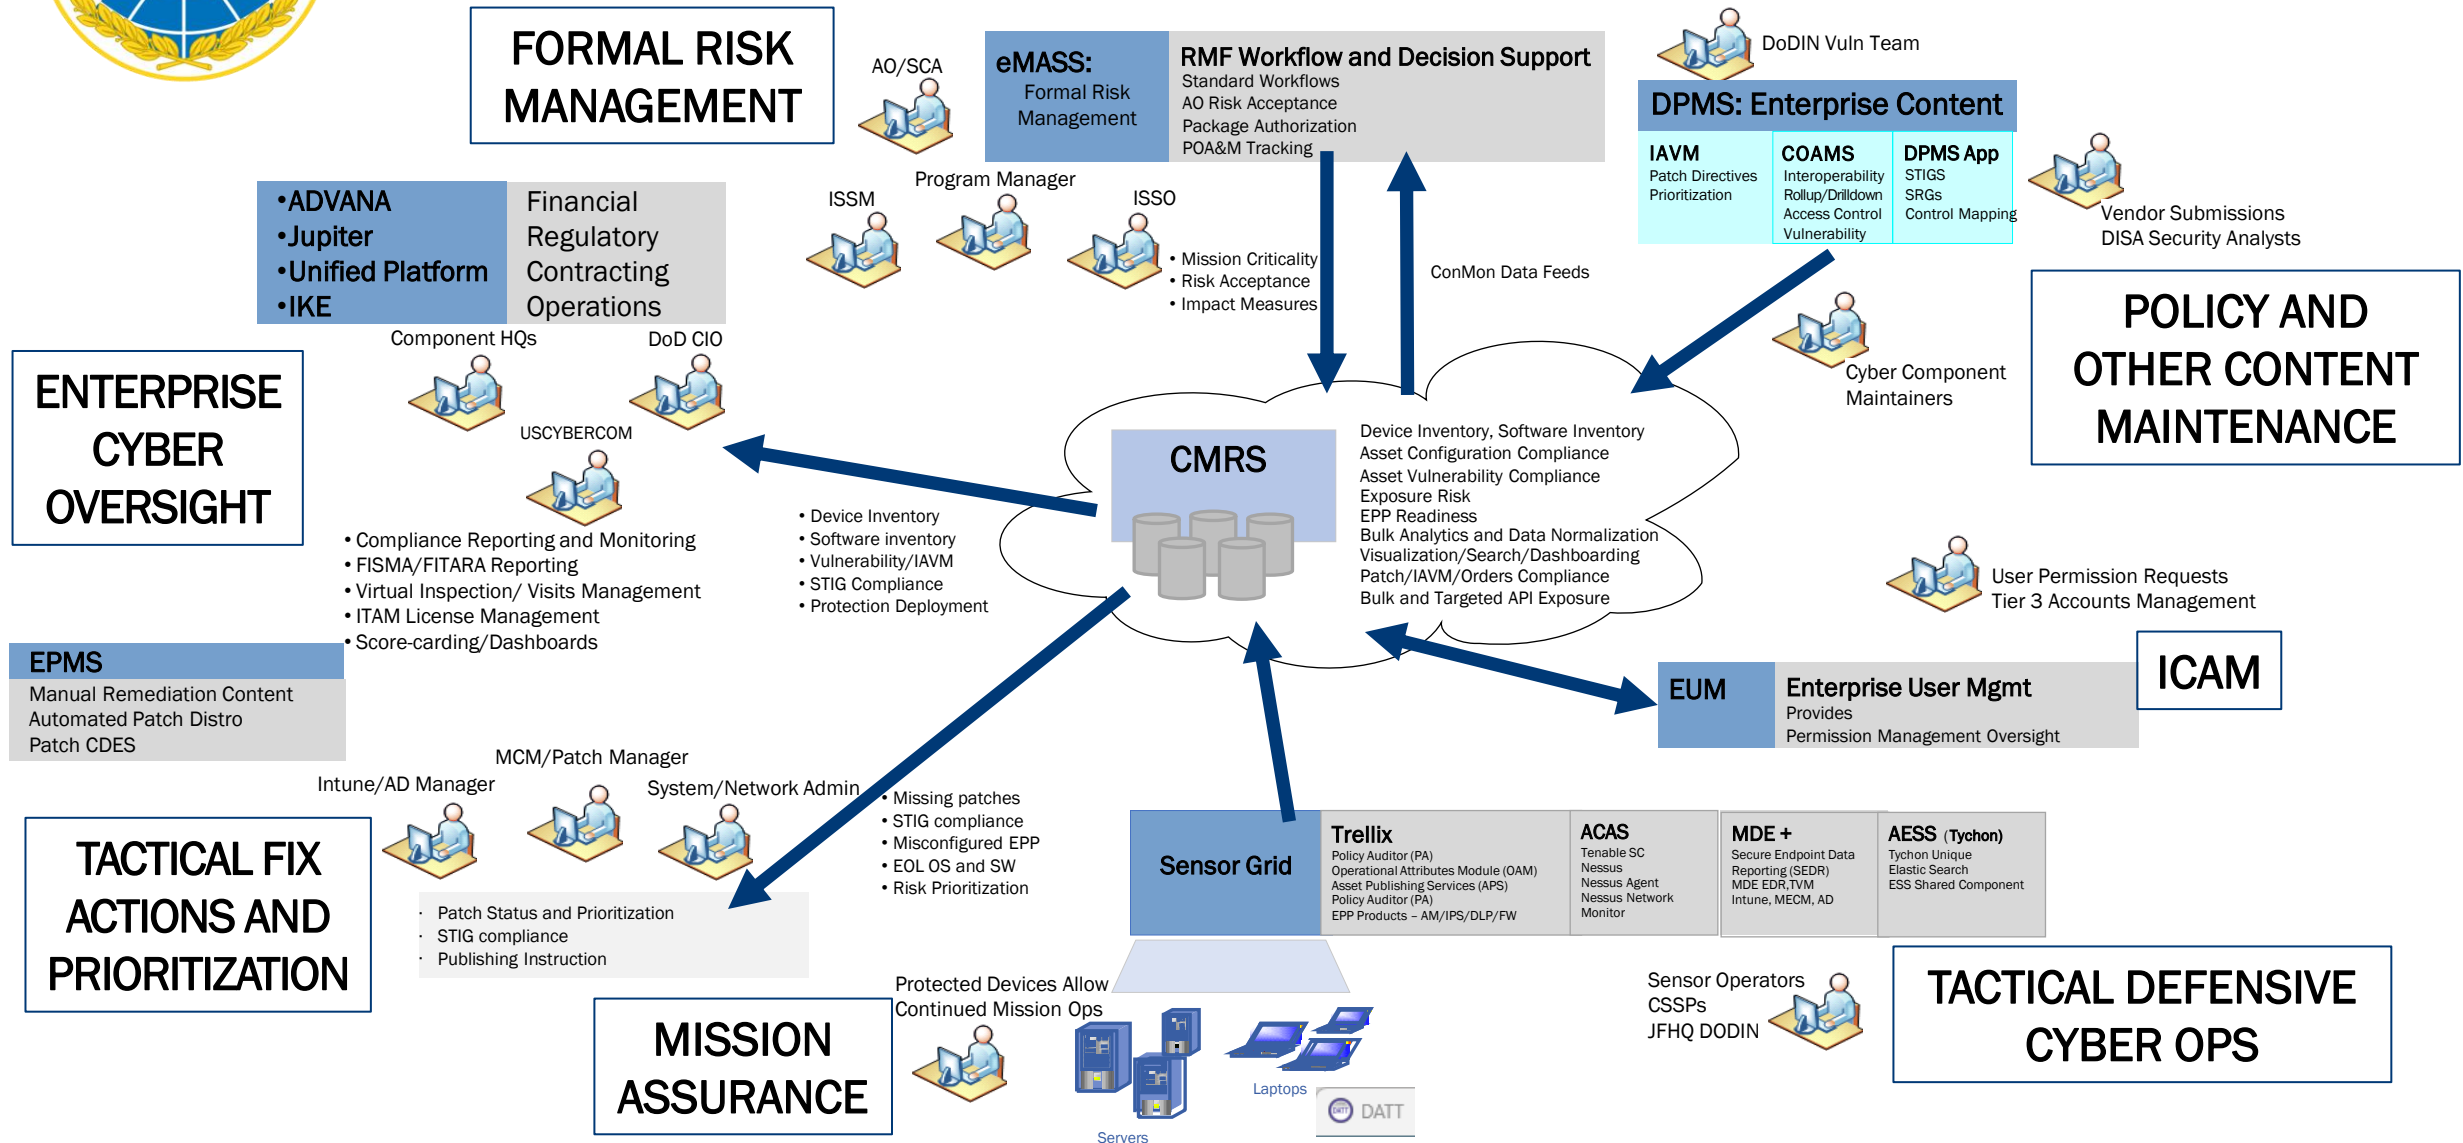 FORMAL RISK
MANAGEMENT
AO/SCA
eMASS:
Formal Risk
Management
RMF Workflow and Decision Support
Standard Workflows
AO Risk Acceptance
Package Authorization
POA&M Tracking
DoDIN Vuln Team
DPMS: Enterprise Content
IAVM
Patch Directives
Prioritization
COAMS
Interoperability
Rollup/Drilldown
Access Control
Vulnerability
DPMS App
STIGS
SRGs
Control Mapping
Vendor Submissions
DISA Security Analysts
ISSM
Program Manager
ISSO
•ADVANA
•Jupiter
•Unified Platform
•IKE
Financial
Regulatory
Contracting
Operations
• Mission Criticality
• Risk Acceptance
• Impact Measures
ConMon Data Feeds
POLICY AND
OTHER CONTENT
MAINTENANCE
Component HQs
DoD CIO
USCYBERCOM
Cyber Component
Maintainers
ENTERPRISE
CYBER
OVERSIGHT
CMRS
Device Inventory, Software Inventory
Asset Configuration Compliance
Asset Vulnerability Compliance
Exposure Risk
EPP Readiness
Bulk Analytics and Data Normalization
Visualization/Search/Dashboarding
Patch/IAVM/Orders Compliance
Bulk and Targeted API Exposure
• Device Inventory
• Software inventory
• Vulnerability/IAVM
• STIG Compliance
• Protection Deployment
• Compliance Reporting and Monitoring
• FISMA/FITARA Reporting
• Virtual Inspection/ Visits Management
• ITAM License Management
• Score-carding/Dashboards
User Permission Requests
Tier 3 Accounts Management
ICAM
EUM
Enterprise User Mgmt
Provides
Permission Management Oversight
EPMS
Manual Remediation Content
Automated Patch Distro
Patch CDES
Intune/AD Manager
MCM/Patch Manager
System/Network Admin
• Missing patches
• STIG compliance
• Misconfigured EPP
• EOL OS and SW
• Risk Prioritization
TACTICAL FIX
ACTIONS AND
PRIORITIZATION
· Patch Status and Prioritization
· STIG compliance
· Publishing Instruction
Sensor Grid
Trellix
Policy Auditor (PA)
Operational Attributes Module (OAM)
Asset Publishing Services (APS)
Policy Auditor (PA)
EPP Products – AM/IPS/DLP/FW
ACAS
Tenable SC
Nessus
Nessus Agent
Nessus Network
Monitor
MDE +
Secure Endpoint Data
Reporting (SEDR)
MDE EDR,TVM
Intune, MECM, AD
AESS (Tychon)
Tychon Unique
Elastic Search
ESS Shared Component
MISSION
ASSURANCE
Protected Devices Allow
Continued Mission Ops
Servers
Laptops
DATT
Sensor Operators
CSSPs
JFHQ DODIN
TACTICAL DEFENSIVE
CYBER OPS